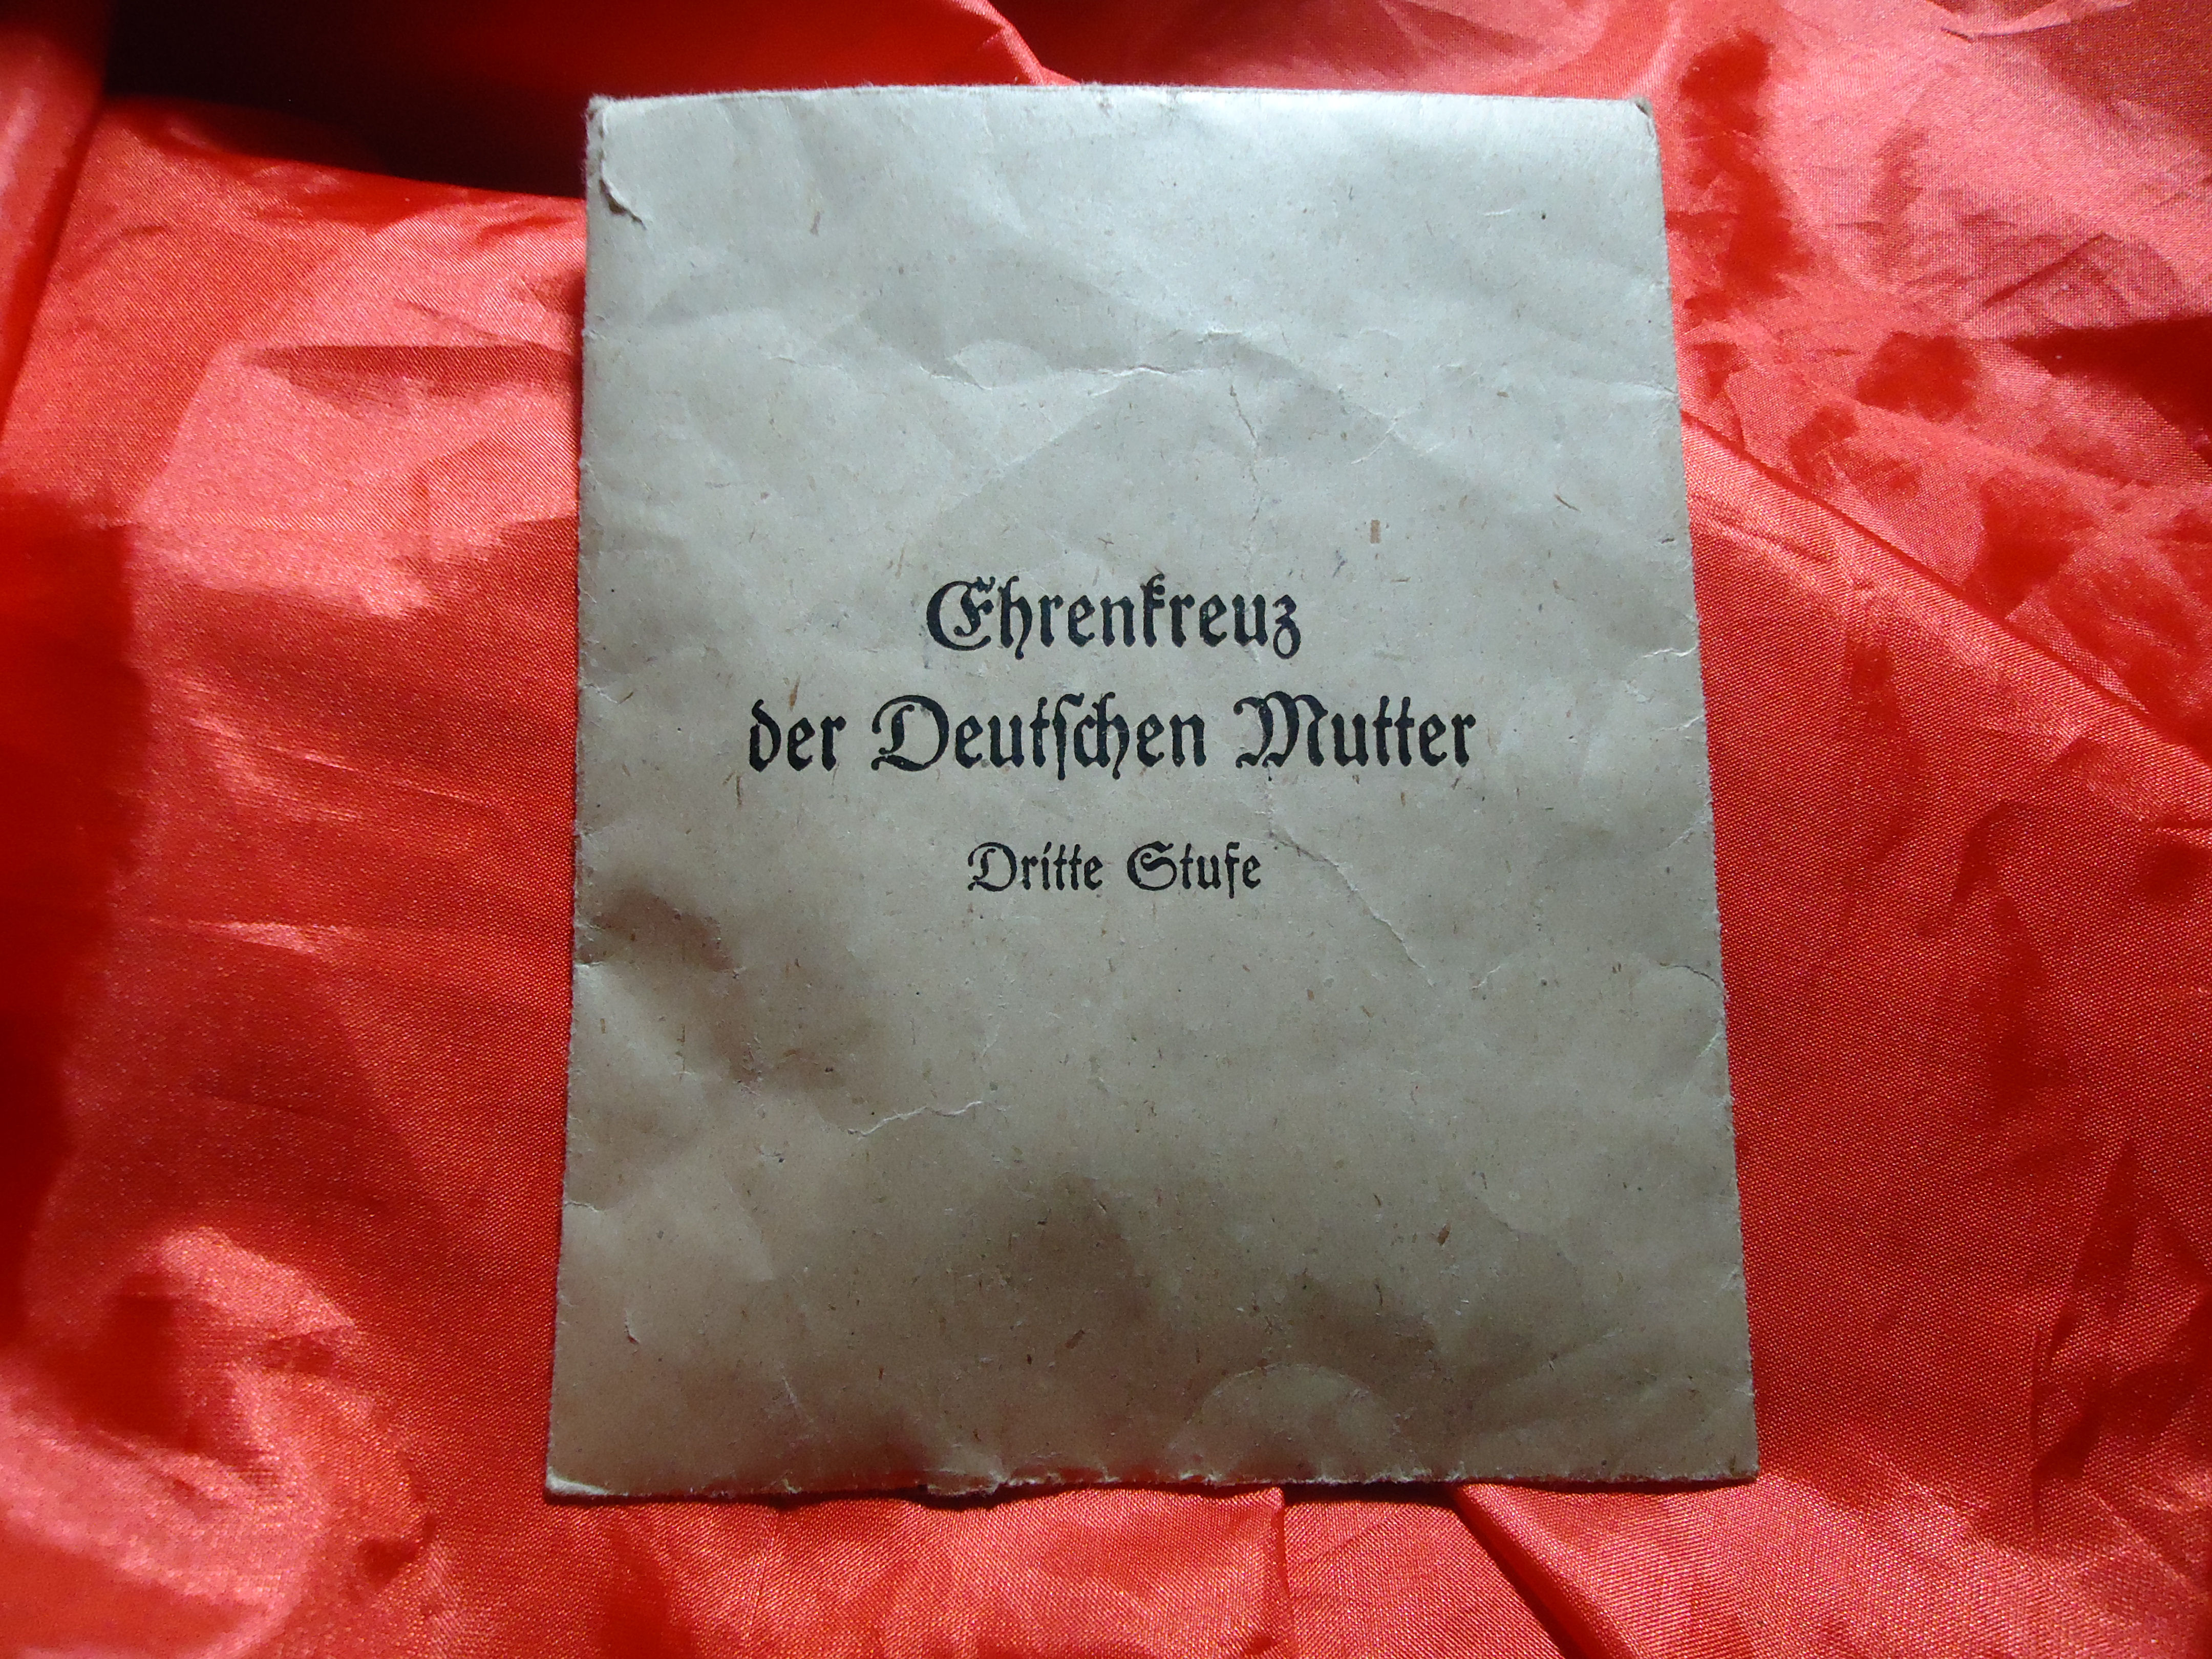 Ehrenkreuz
der Deutſchen Mutter
Dritte Stufe